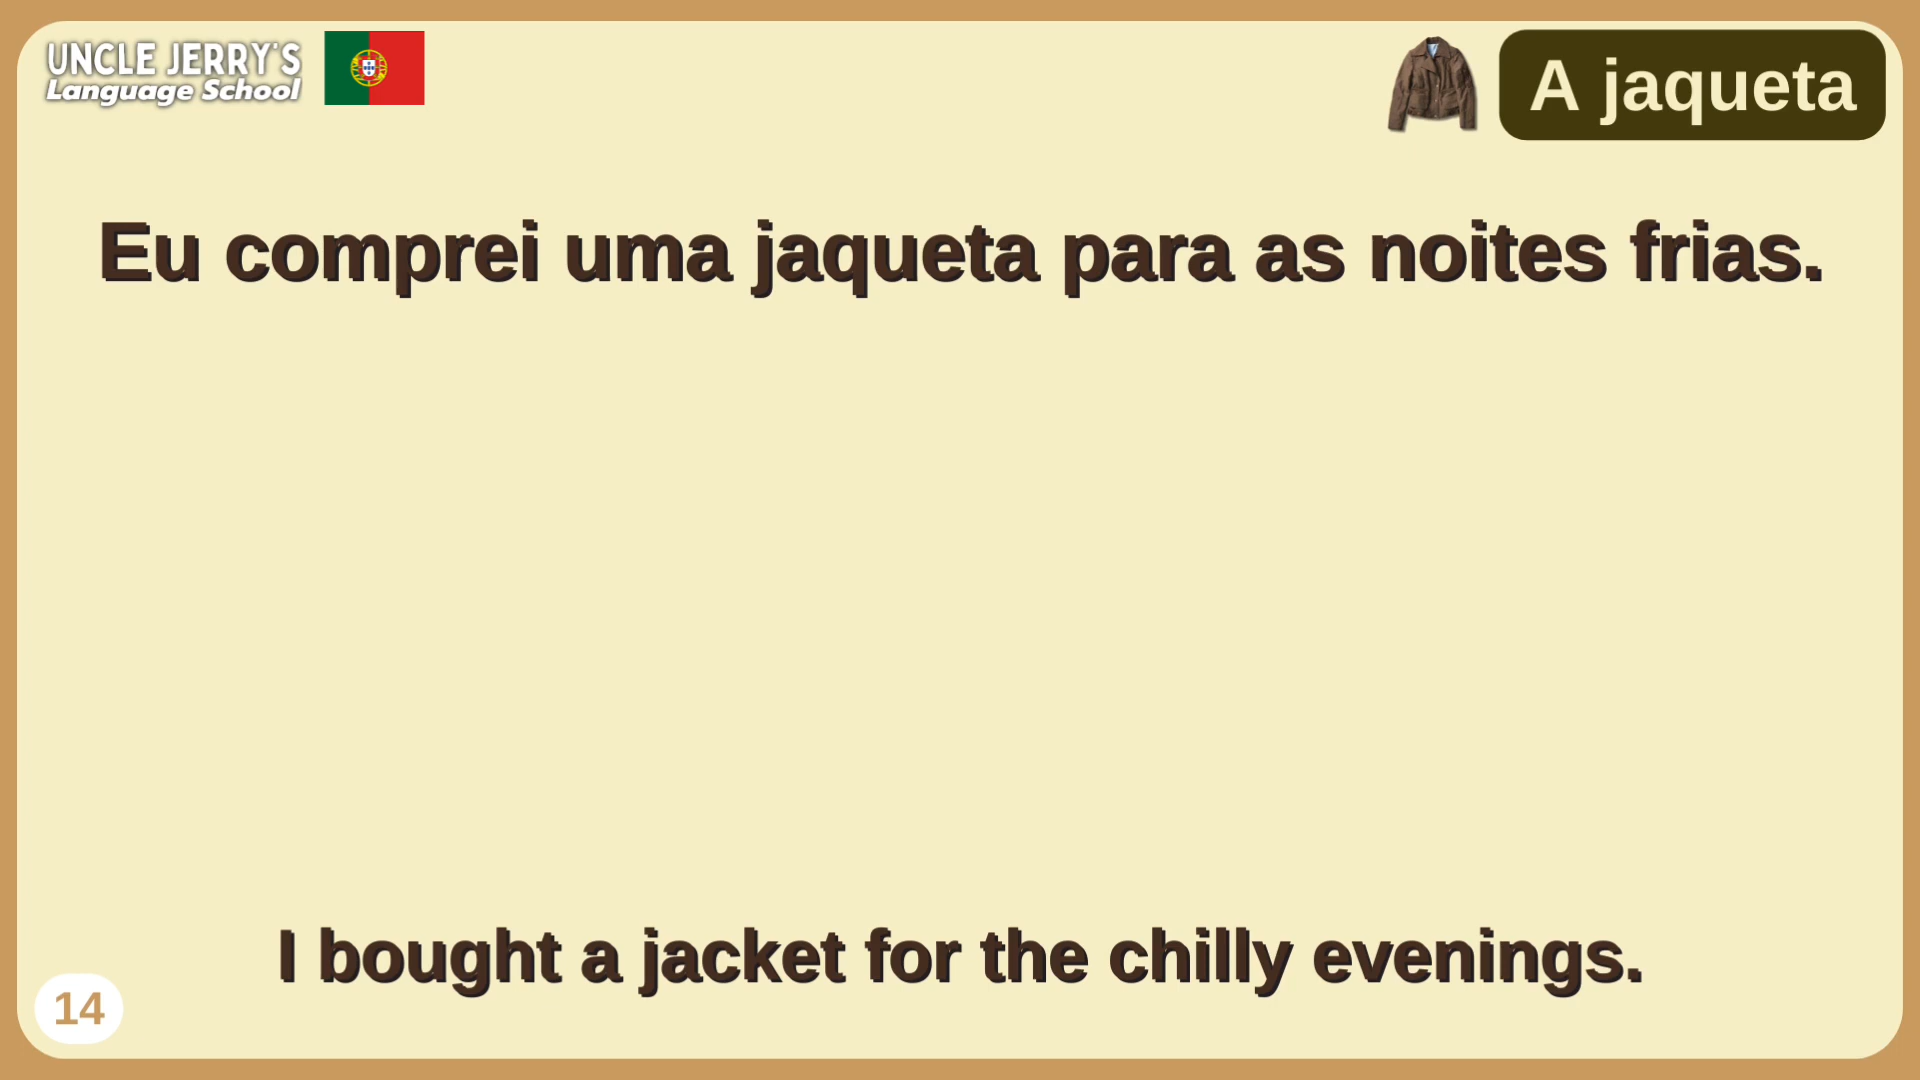 UNCLE JERRY'S
Language School
A jaqueta
Eu comprei uma jaqueta para as noites frias.
I bought a jacket for the chilly evenings.
14